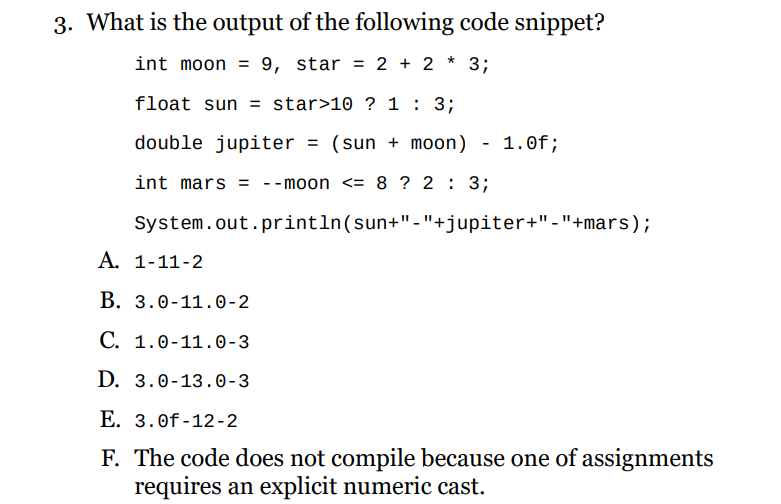 3. What is the output of the following code snippet?
int moon = 9, star = 2 + 2 * 3;
float sun = star>10 ? 1 : 3;
double jupiter = (sun + moon) - 1.0f;
int mars = --moon <= 8 ? 2 : 3;
System.out.println(sun+"-"+jupiter+"-"+mars);
A. 1-11-2
B. 3.0-11.0-2
C. 1.0-11.0-3
D. 3.0-13.0-3
E. 3.0f-12-2
F. The code does not compile because one of assignments
requires an explicit numeric cast.